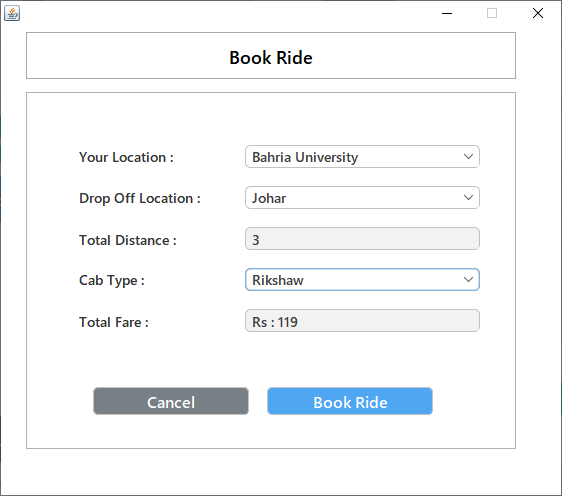 Book Ride
Your Location : Bahria University
Drop Off Location : Johar
Total Distance : 3
Cab Type : Rikshaw
Total Fare : Rs : 119
Cancel Book Ride